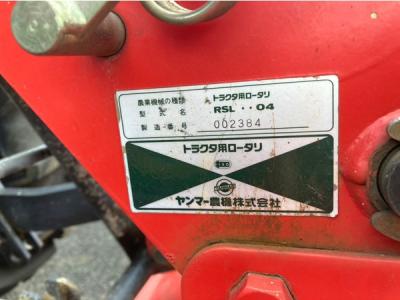 農業機械の種類 トラクタ用ロータリ
型式名 RSL··04
製造番号 002384
トラクタ用ロータリ
ヤンマー農機株式会社